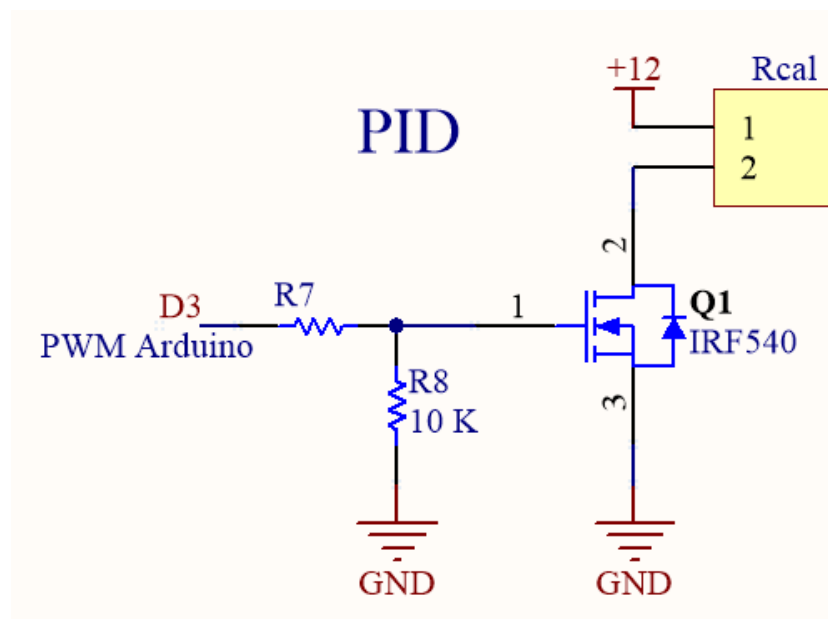 +12
Rcal
PID
1
2
2
D3
R7
1
Q1
PWM Arduino
IRF540
R8
10 K
3
GND
GND